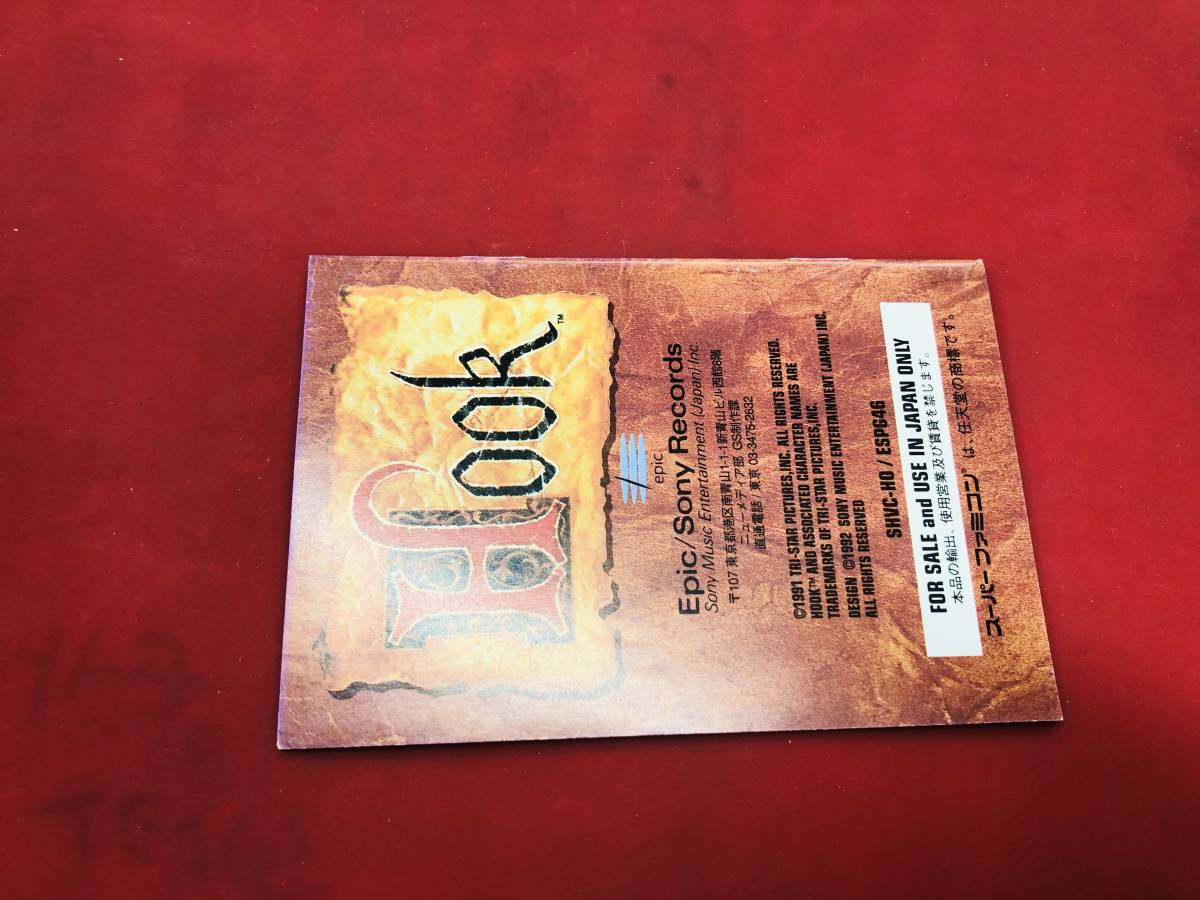 Hook™
epic
Epic/Sony Records
Sony Music Entertainment (Japan) Inc.
〒107 東京都港区南青山1-1-1新青山ビル西館8階
ニューメディア部 GS制作課
直通電話/東京 03-3475-2632
©1991 TRI-STAR PICTURES,INC. ALL RIGHTS RESERVED.
HOOK™ AND ASSOCIATED CHARACTER NAMES ARE
TRADEMARKS OF TRI-STAR PICTURES,INC.
DESIGN ©1992 SONY MUSIC ENTERTAINMENT (JAPAN) INC.
ALL RIGHTS RESERVED
SHVC-HO / ESPG46
FOR SALE and USE IN JAPAN ONLY
本品の輸出、使用営業及び賃貸を禁じます。
スーパーファミコン®は、任天堂の商標です。